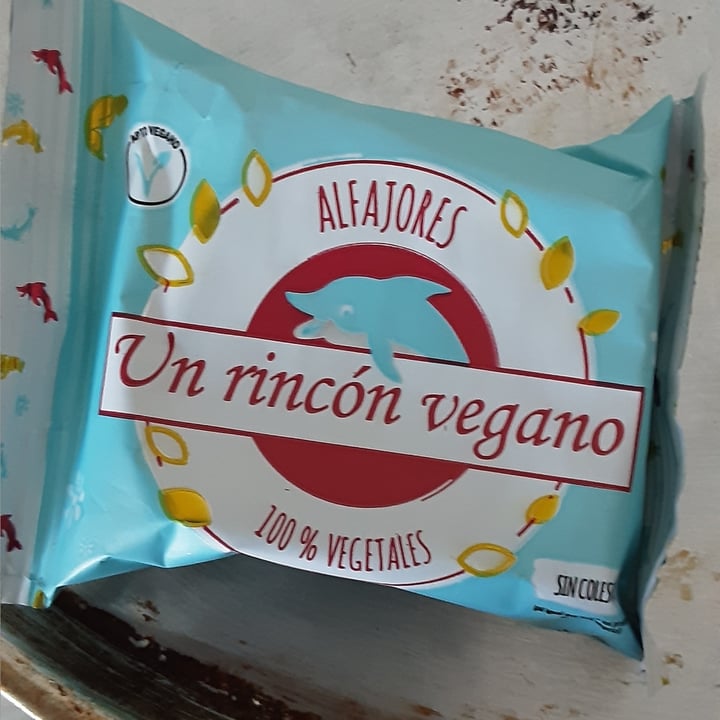 APTO VEGANO
ALFAJORES
Un rincón vegano
100 % VEGETALES
SIN COLES